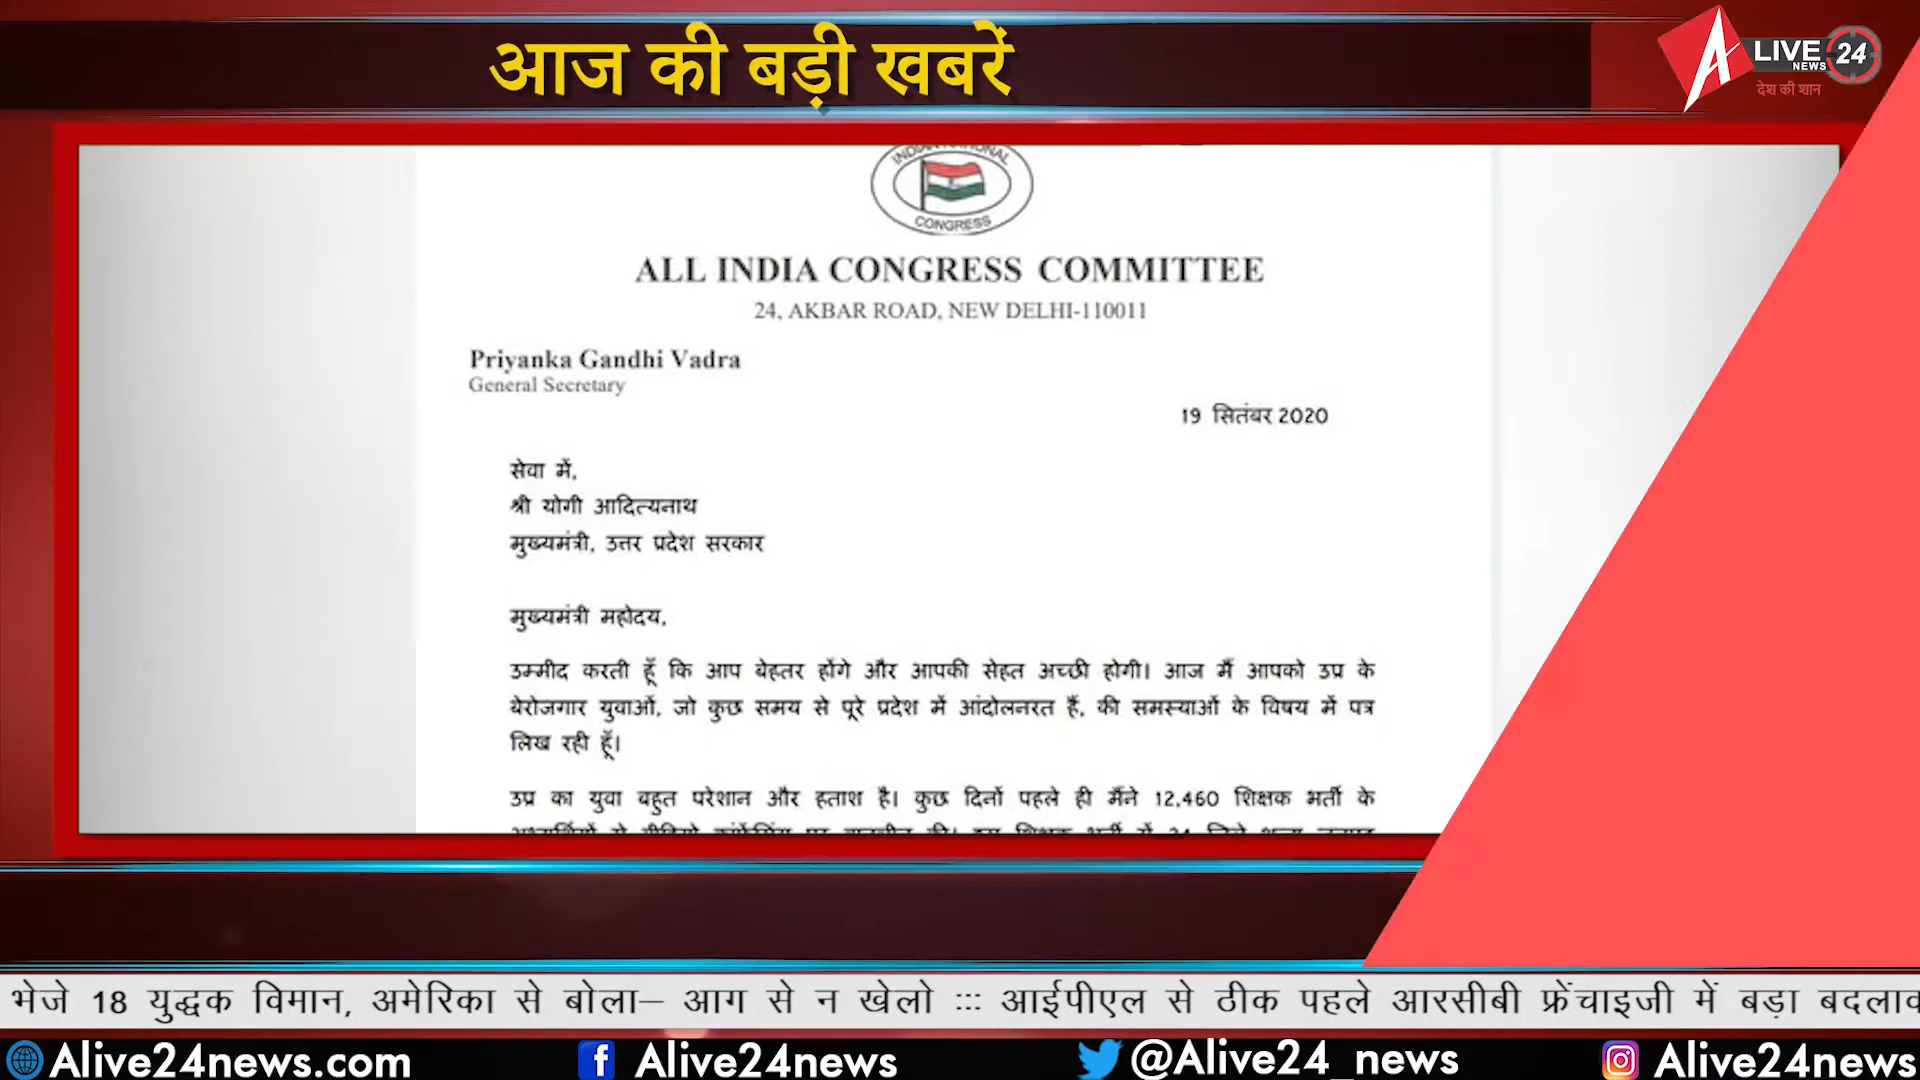 आज की बड़ी खबरें
ALIVE NEWS 24
देश की शान
INDIAN NATIONAL CONGRESS
ALL INDIA CONGRESS COMMITTEE
24, AKBAR ROAD, NEW DELHI-110011
Priyanka Gandhi Vadra
General Secretary
19 सितंबर 2020
सेवा में,
श्री योगी आदित्यनाथ
मुख्यमंत्री, उत्तर प्रदेश सरकार
मुख्यमंत्री महोदय,
उम्मीद करती हूँ कि आप बेहतर होंगे और आपकी सेहत अच्छी होगी। आज मैं आपको उप्र के
बेरोजगार युवाओं, जो कुछ समय से पूरे प्रदेश में आंदोलनरत हैं, की समस्याओं के विषय में पत्र
लिख रही हूँ।
उप्र का युवा बहुत परेशान और हताश है। कुछ दिनों पहले ही मैंने 12,460 शिक्षक भर्ती के
भेजे 18 युद्धक विमान, अमेरिका से बोला– आग से न खेलो ::: आईपीएल से ठीक पहले आरसीबी फ्रेंचाइजी में बड़ा बदलाव
Alive24news.com
Alive24news
@Alive24_news
Alive24news